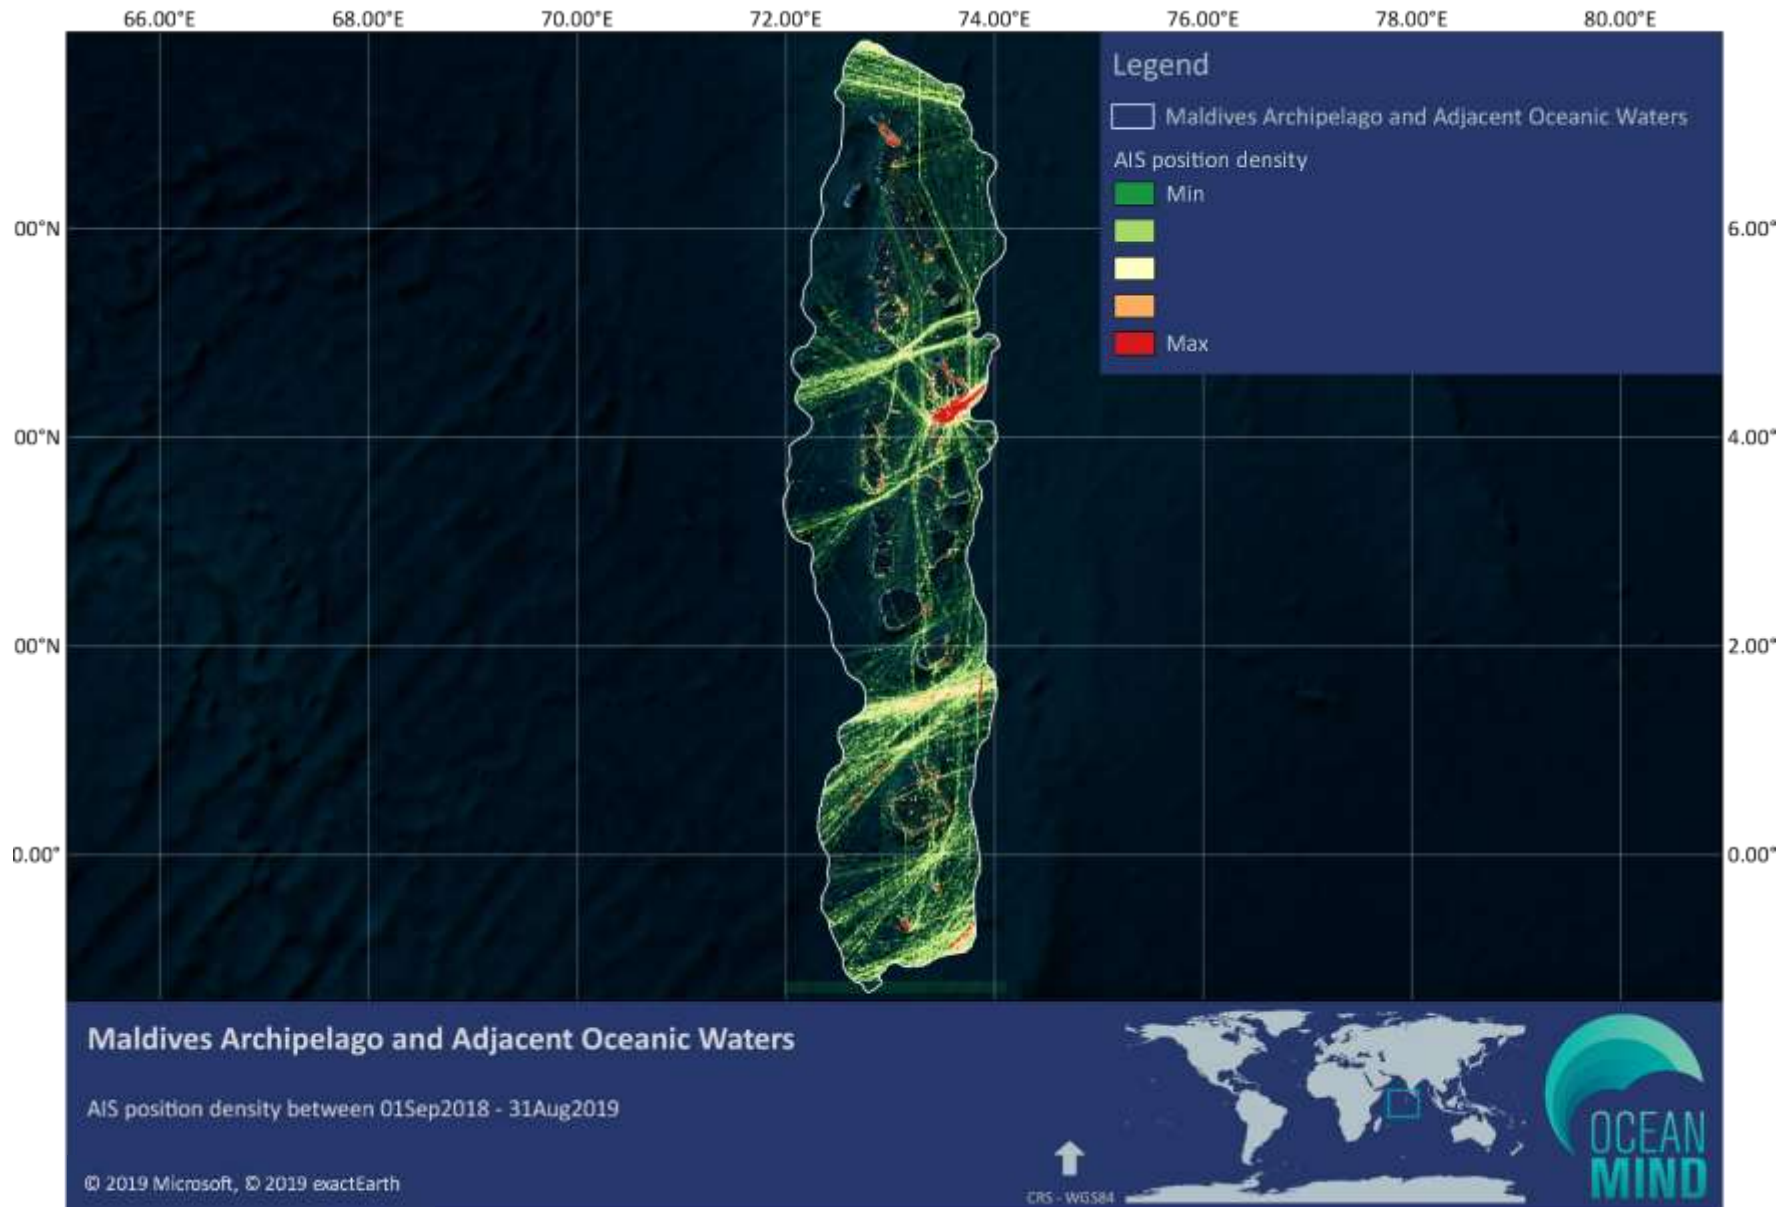 66.00°E 68.00°E 70.00°E 72.00°E 74.00°E 76.00°E 78.00°E 80.00°E
Legend
Maldives Archipelago and Adjacent Oceanic Waters
AIS position density
Min
Max
00°N 6.00°
00°N 4.00°
00°N 2.00°
0.00° 0.00°
Maldives Archipelago and Adjacent Oceanic Waters
AIS position density between 01Sep2018 - 31Aug2019
© 2019 Microsoft, © 2019 exactEarth
CRS - WGS84
OCEAN
MIND